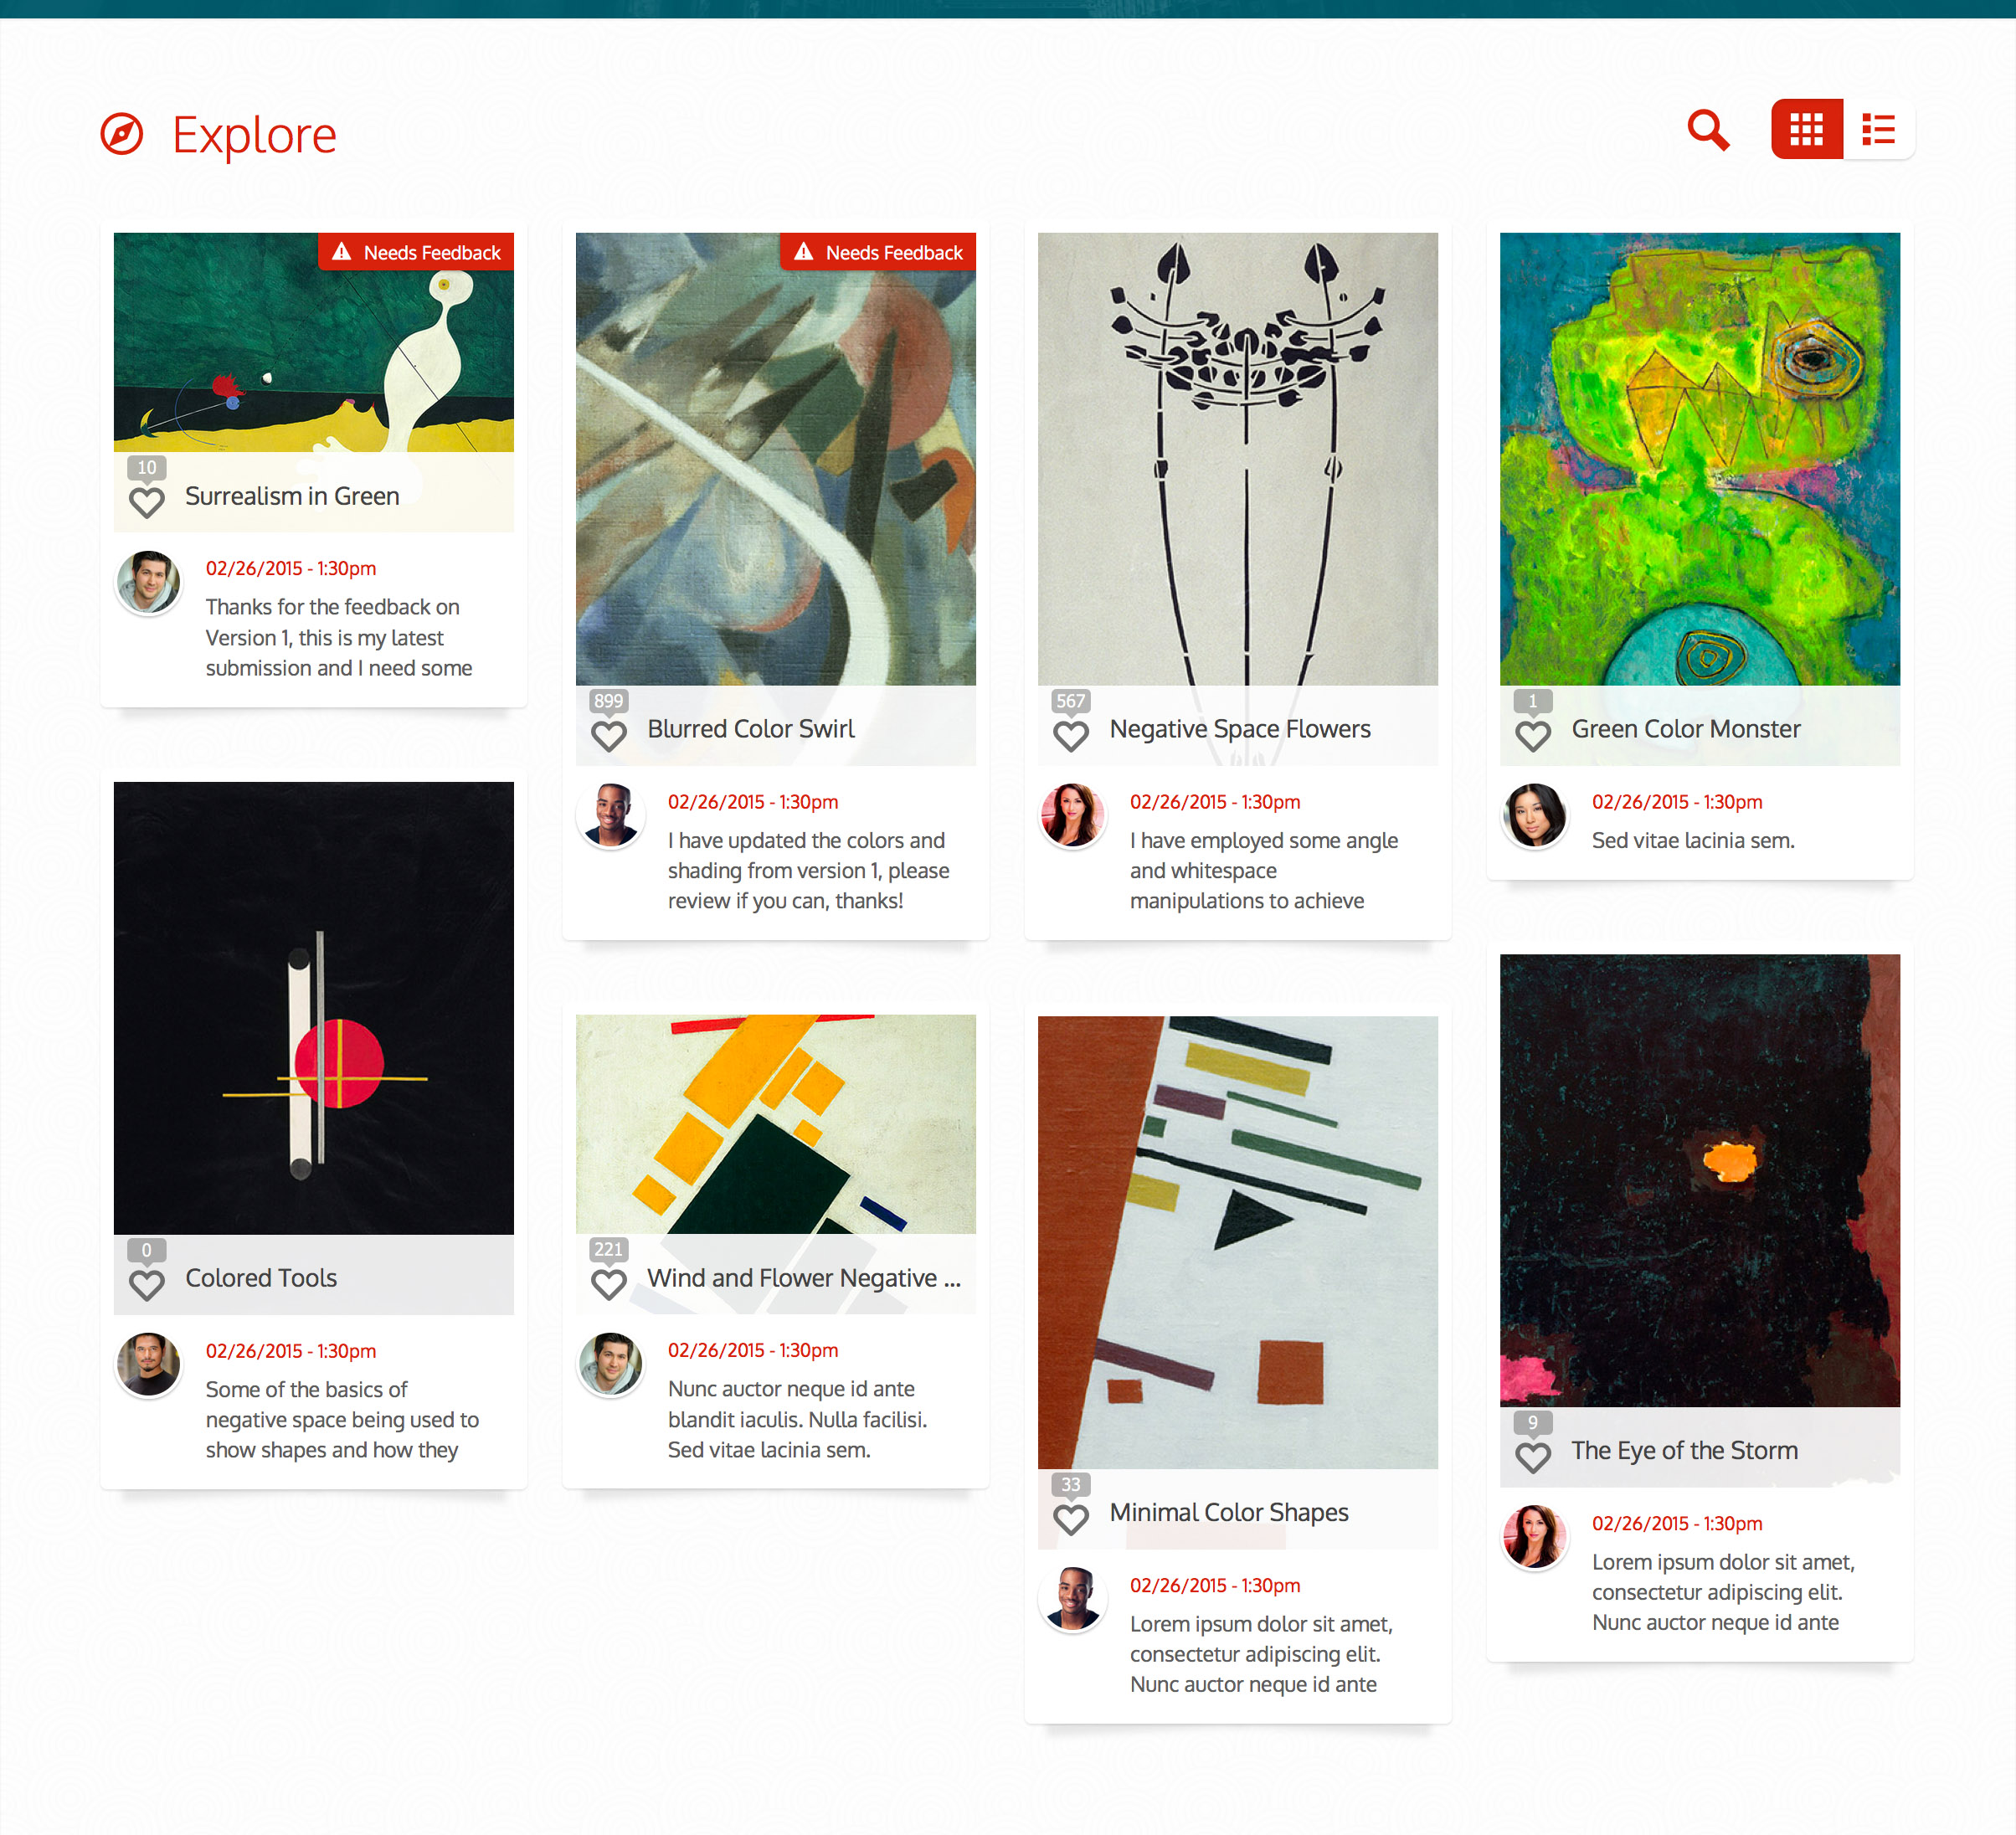 Explore
Needs Feedback
10
Surrealism in Green
02/26/2015 - 1:30pm
Thanks for the feedback on
Version 1, this is my latest
submission and I need some
Needs Feedback
899
Blurred Color Swirl
02/26/2015 - 1:30pm
I have updated the colors and
shading from version 1, please
review if you can, thanks!
567
Negative Space Flowers
02/26/2015 - 1:30pm
I have employed some angle
and whitespace
manipulations to achieve
1
Green Color Monster
02/26/2015 - 1:30pm
Sed vitae lacinia sem.
0
Colored Tools
02/26/2015 - 1:30pm
Some of the basics of
negative space being used to
show shapes and how they
221
Wind and Flower Negative ...
02/26/2015 - 1:30pm
Nunc auctor neque id ante
blandit iaculis. Nulla facilisi.
Sed vitae lacinia sem.
33
Minimal Color Shapes
02/26/2015 - 1:30pm
Lorem ipsum dolor sit amet,
consectetur adipiscing elit.
Nunc auctor neque id ante
9
The Eye of the Storm
02/26/2015 - 1:30pm
Lorem ipsum dolor sit amet,
consectetur adipiscing elit.
Nunc auctor neque id ante